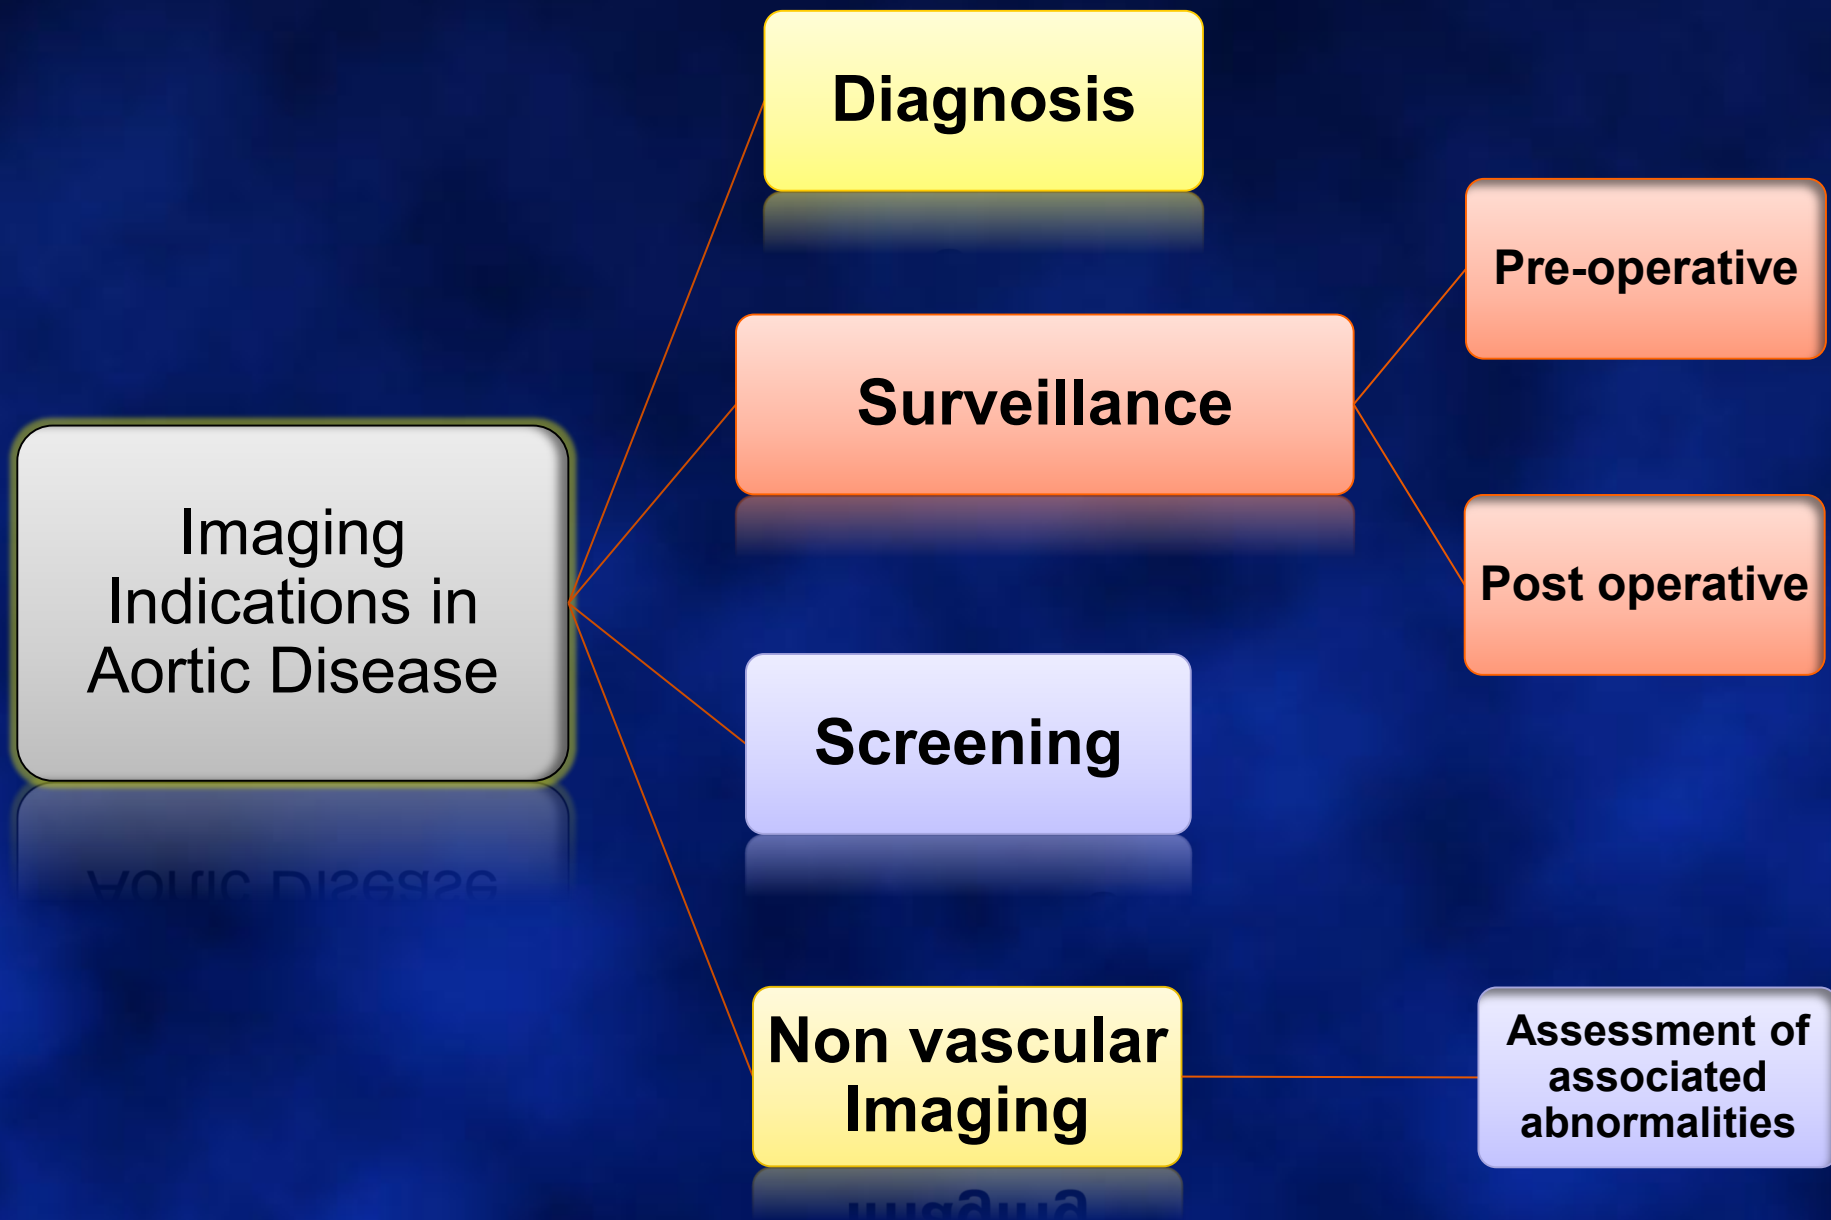 Diagnosis
Pre-operative
Surveillance
Imaging
Indications in
Aortic Disease
Post operative
Screening
Non vascular
Imaging
Assessment of
associated
abnormalities